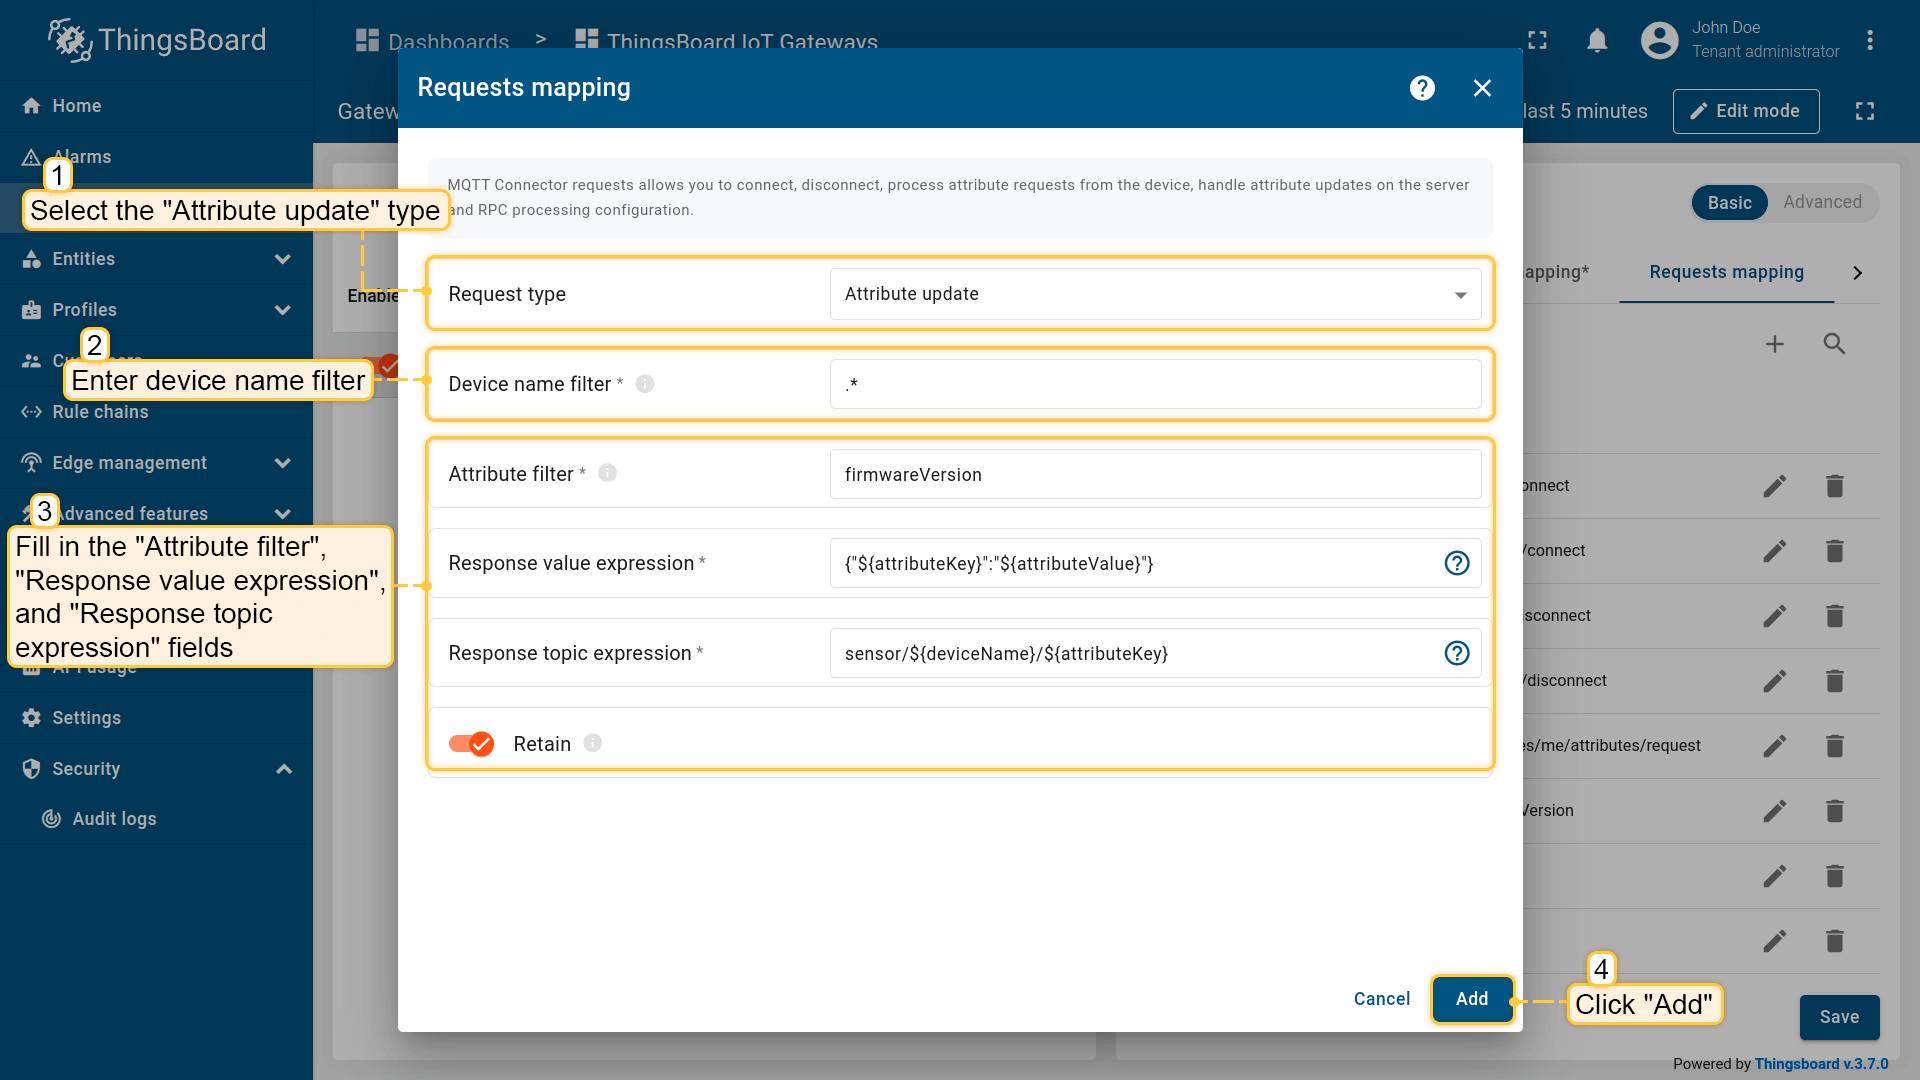 ThingsBoard
Dashboards > ThingsBoard IoT Gateways
John Doe
Tenant administrator
Home
Alarms
Entities
Profiles
Rule chains
Edge management
Advanced features
Settings
Security
Audit logs
last 5 minutes
Edit mode
Basic
Advanced
Requests mapping
onnect
/connect
sconnect
/disconnect
es/me/attributes/request
Version
Save
Powered by Thingsboard v.3.7.0
Requests mapping
MQTT Connector requests allows you to connect, disconnect, process attribute requests from the device, handle attribute updates on the server
and RPC processing configuration.
Request type
Attribute update
Device name filter *
.*
Attribute filter *
firmwareVersion
Response value expression *
{"${attributeKey}":"${attributeValue}"}
Response topic expression *
sensor/${deviceName}/${attributeKey}
Retain
Cancel
Add
1
Select the "Attribute update" type
2
Enter device name filter
3
Fill in the "Attribute filter",
"Response value expression",
and "Response topic
expression" fields
4
Click "Add"